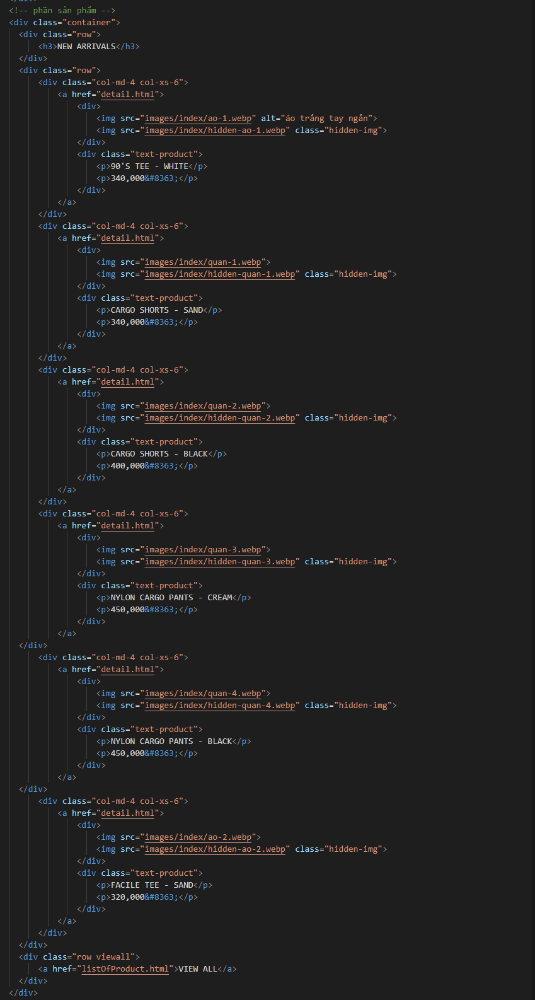 </div>
<!-- phần sản phẩm -->
<div class="container">
<div class="row">
<h3>NEW ARRIVALS</h3>
</div>
<div class="row">
<div class="col-md-4 col-xs-6">
<a href="detail.html">
<div>
<img src="images/index/ao-1.webp" alt="áo trắng tay ngắn">
<img src="images/index/hidden-ao-1.webp" class="hidden-img">
</div>
<div class="text-product">
<p>90'S TEE - WHITE</p>
<p>340,000&#8363;</p>
</div>
</a>
</div>
<div class="col-md-4 col-xs-6">
<a href="detail.html">
<div>
<img src="images/index/quan-1.webp">
<img src="images/index/hidden-quan-1.webp" class="hidden-img">
</div>
<div class="text-product">
<p>CARGO SHORTS - SAND</p>
<p>340,000&#8363;</p>
</div>
</a>
</div>
<div class="col-md-4 col-xs-6">
<a href="detail.html">
<div>
<img src="images/index/quan-2.webp">
<img src="images/index/hidden-quan-2.webp" class="hidden-img">
</div>
<div class="text-product">
<p>CARGO SHORTS - BLACK</p>
<p>400,000&#8363;</p>
</div>
</a>
</div>
<div class="col-md-4 col-xs-6">
<a href="detail.html">
<div>
<img src="images/index/quan-3.webp">
<img src="images/index/hidden-quan-3.webp" class="hidden-img">
</div>
<div class="text-product">
<p>NYLON CARGO PANTS - CREAM</p>
<p>450,000&#8363;</p>
</div>
</a>
</div>
<div class="col-md-4 col-xs-6">
<a href="detail.html">
<div>
<img src="images/index/quan-4.webp">
<img src="images/index/hidden-quan-4.webp" class="hidden-img">
</div>
<div class="text-product">
<p>NYLON CARGO PANTS - BLACK</p>
<p>450,000&#8363;</p>
</div>
</a>
</div>
<div class="col-md-4 col-xs-6">
<a href="detail.html">
<div>
<img src="images/index/ao-2.webp">
<img src="images/index/hidden-ao-2.webp" class="hidden-img">
</div>
<div class="text-product">
<p>FACILE TEE - SAND</p>
<p>320,000&#8363;</p>
</div>
</a>
</div>
</div>
<div class="row viewall">
<a href="listOfProduct.html">VIEW ALL</a>
</div>
</div>